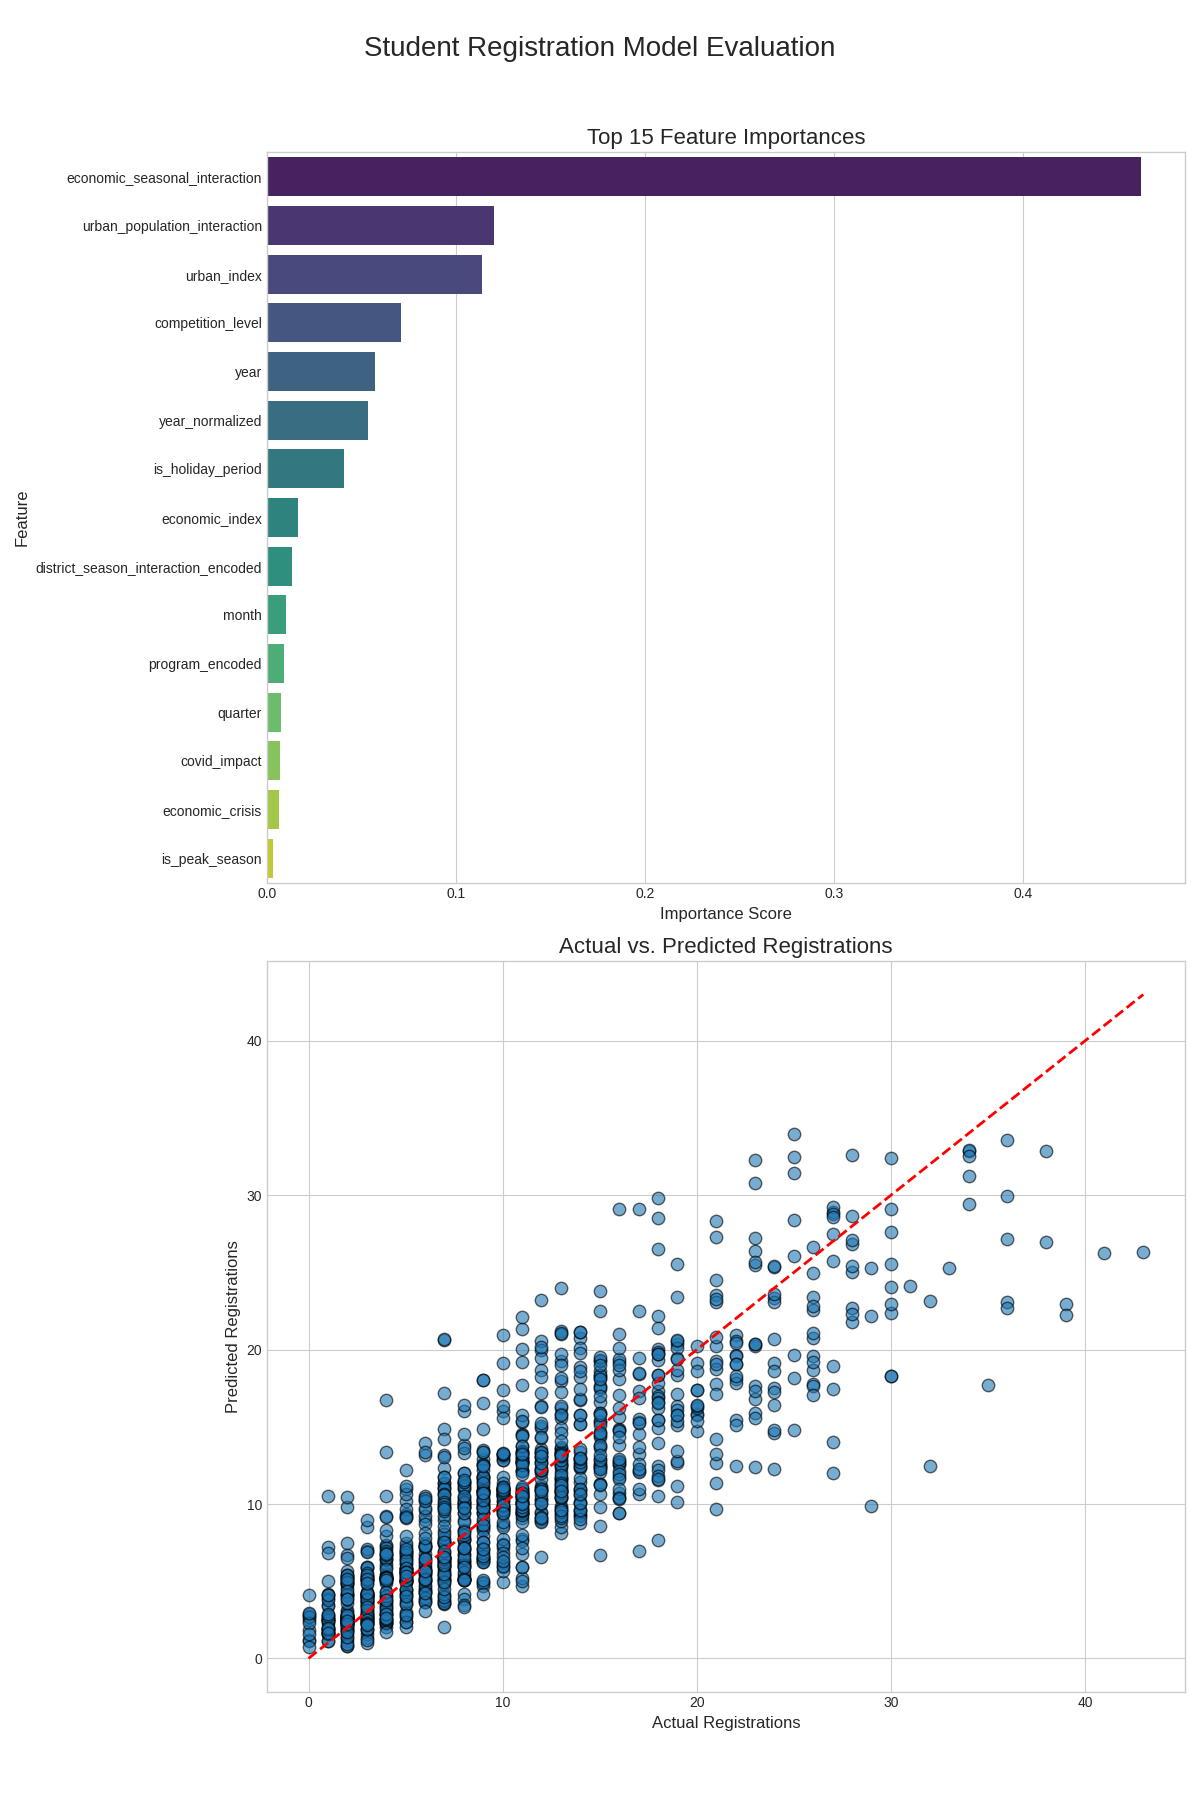 Student Registration Model Evaluation
Top 15 Feature Importances
Feature
economic_seasonal_interaction
urban_population_interaction
urban_index
competition_level
year
year_normalized
is_holiday_period
economic_index
district_season_interaction_encoded
month
program_encoded
quarter
covid_impact
economic_crisis
is_peak_season
0.0 0.1 0.2 0.3 0.4
Importance Score
Actual vs. Predicted Registrations
Predicted Registrations
40
30
20
10
0
0 10 20 30 40
Actual Registrations